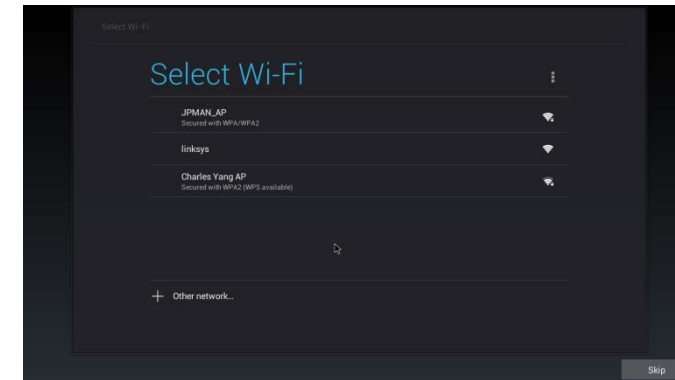 Select Wi-Fi
Select Wi-Fi
JPMAN_AP
Secured with WPA/WPA2
linksys
Charles Yang AP
Secured with WPA2 (WPS available)
Other network...
Skip